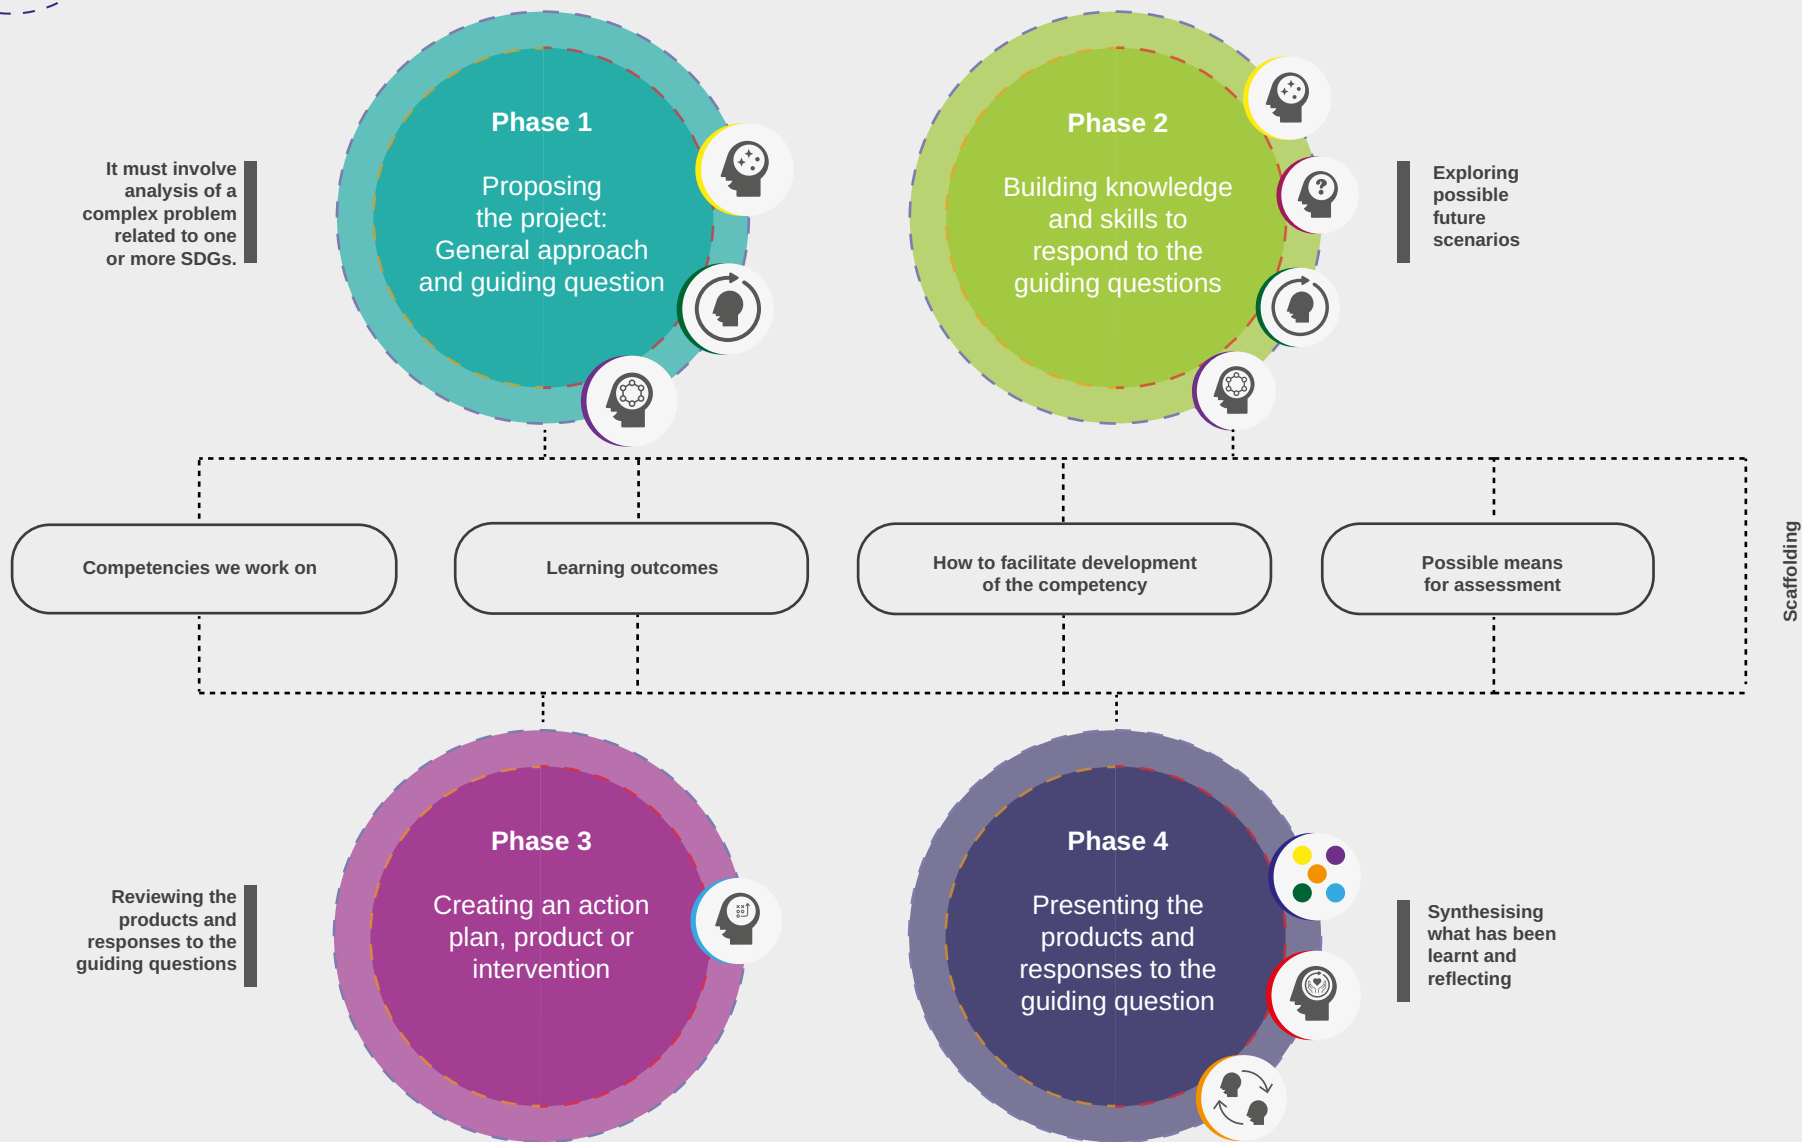 Phase 1
Proposing
the project:
General approach
and guiding question
It must involve
analysis of a
complex problem
related to one
or more SDGs.
Phase 2
Building knowledge
and skills to
respond to the
guiding questions
Exploring
possible
future
scenarios
Competencies we work on
Learning outcomes
How to facilitate development
of the competency
Possible means
for assessment
Scaffolding
Phase 3
Creating an action
plan, product or
intervention
Reviewing the
products and
responses to the
guiding questions
Phase 4
Presenting the
products and
responses to the
guiding question
Synthesising
what has been
learnt and
reflecting